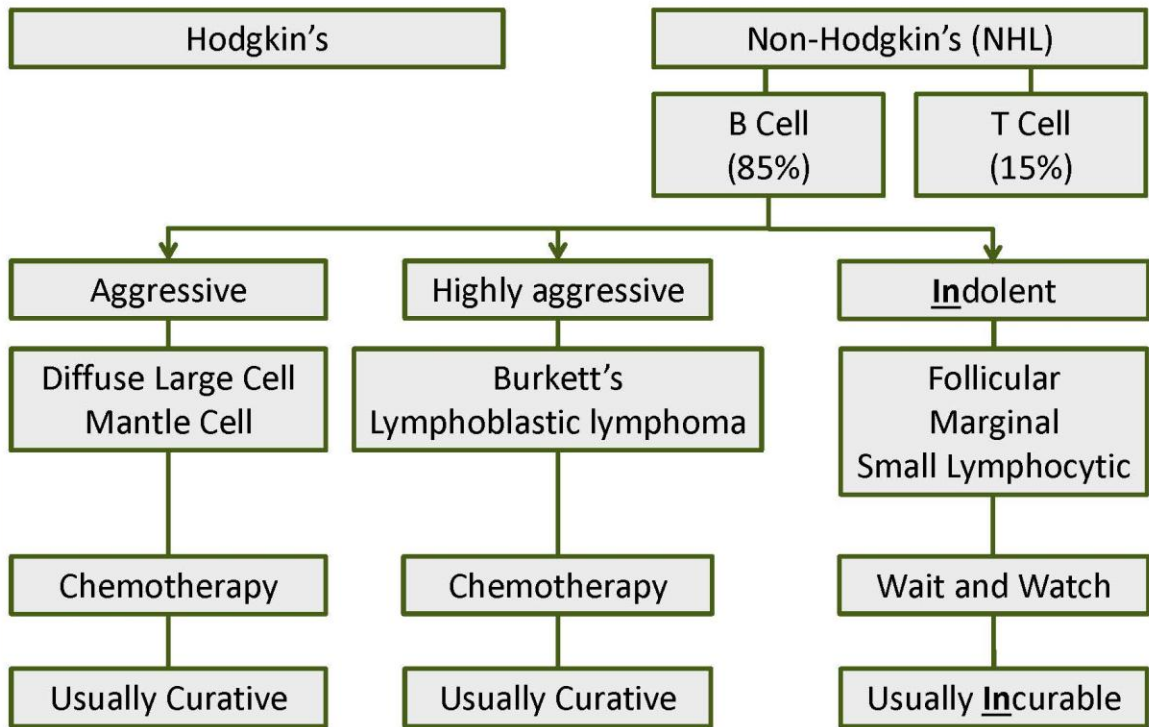 Hodgkin’s
Non-Hodgkin’s (NHL)
B Cell
(85%)
T Cell
(15%)
Aggressive
Highly aggressive
Indolent
Diffuse Large Cell
Mantle Cell
Burkett’s
Lymphoblastic lymphoma
Follicular
Marginal
Small Lymphocytic
Chemotherapy
Chemotherapy
Wait and Watch
Usually Curative
Usually Curative
Usually Incurable